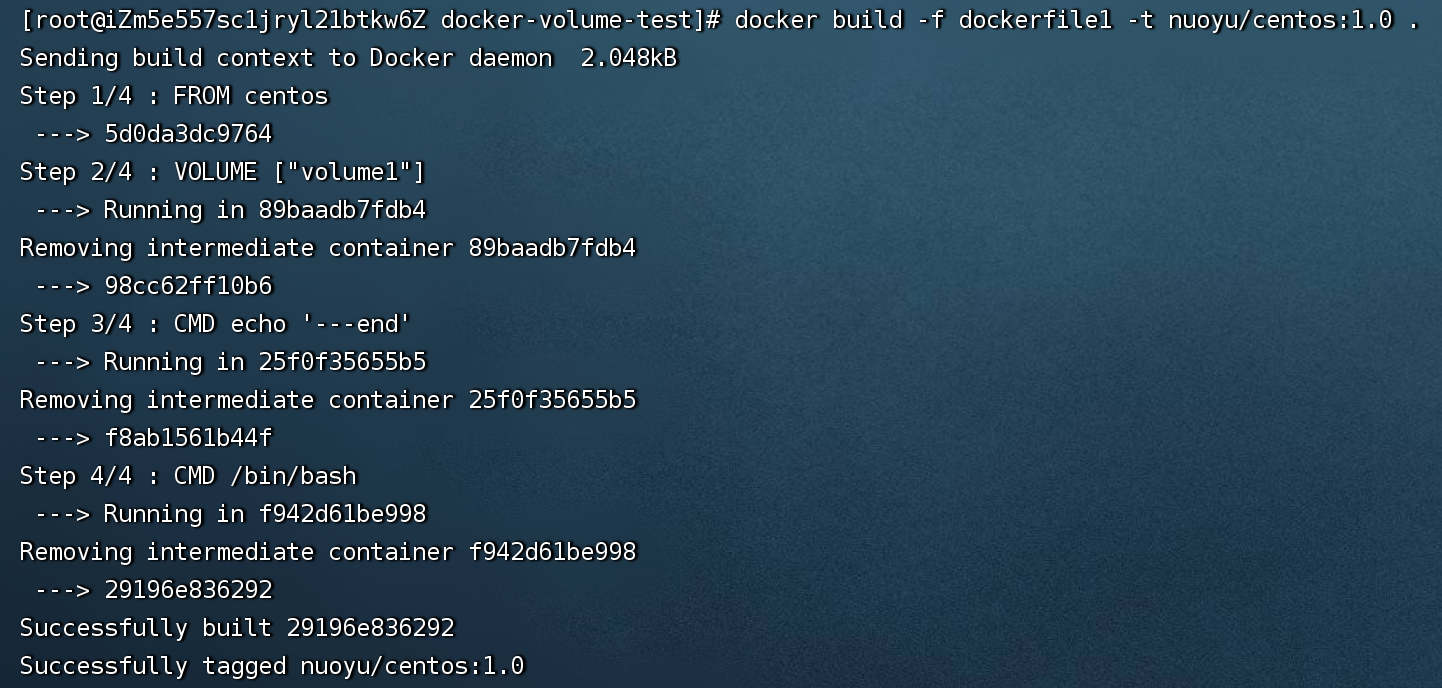 [root@iZm5e557sc1jryl21btkw6Z docker-volume-test]# docker build -f dockerfile1 -t nuoyu/centos:1.0 .
Sending build context to Docker daemon  2.048kB
Step 1/4 : FROM centos
 ---> 5d0da3dc9764
Step 2/4 : VOLUME ["volume1"]
 ---> Running in 89baadb7fdb4
Removing intermediate container 89baadb7fdb4
 ---> 98cc62ff10b6
Step 3/4 : CMD echo '---end'
 ---> Running in 25f0f35655b5
Removing intermediate container 25f0f35655b5
 ---> f8ab1561b44f
Step 4/4 : CMD /bin/bash
 ---> Running in f942d61be998
Removing intermediate container f942d61be998
 ---> 29196e836292
Successfully built 29196e836292
Successfully tagged nuoyu/centos:1.0